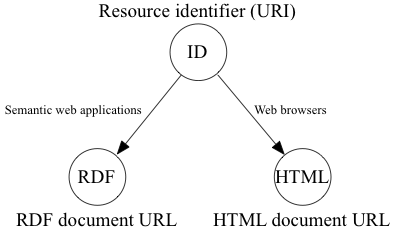 Resource identifier (URI)
ID
Semantic web applications
Web browsers
RDF
HTML
RDF document URL
HTML document URL